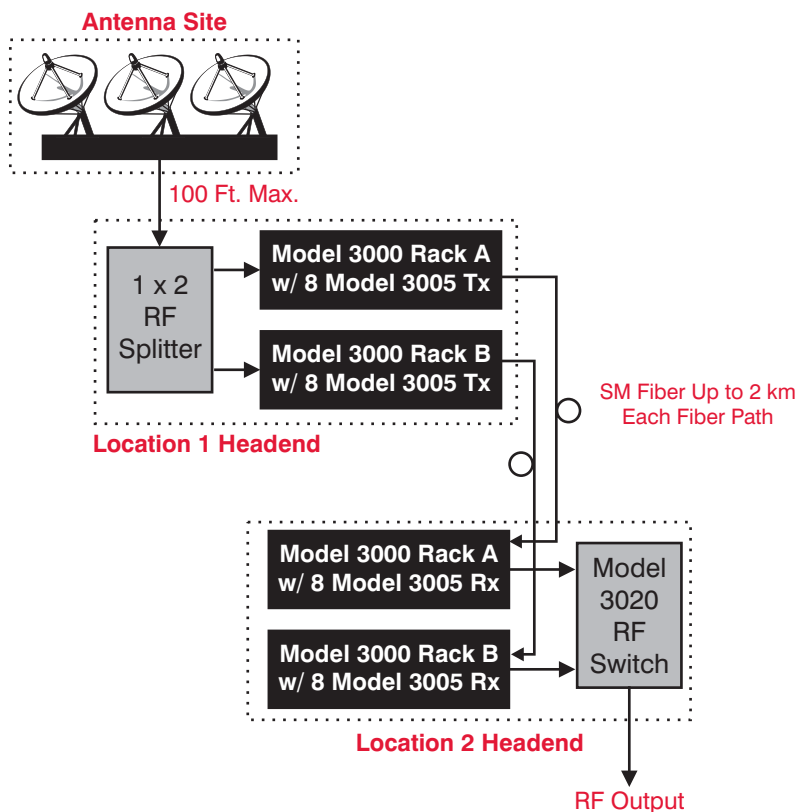 Antenna Site
100 Ft. Max.
1 x 2
RF
Splitter
Model 3000 Rack A
w/ 8 Model 3005 Tx
Model 3000 Rack B
w/ 8 Model 3005 Tx
Location 1 Headend
SM Fiber Up to 2 km
Each Fiber Path
Model 3000 Rack A
w/ 8 Model 3005 Rx
Model 3000 Rack B
w/ 8 Model 3005 Rx
Model
3020
RF
Switch
Location 2 Headend
RF Output